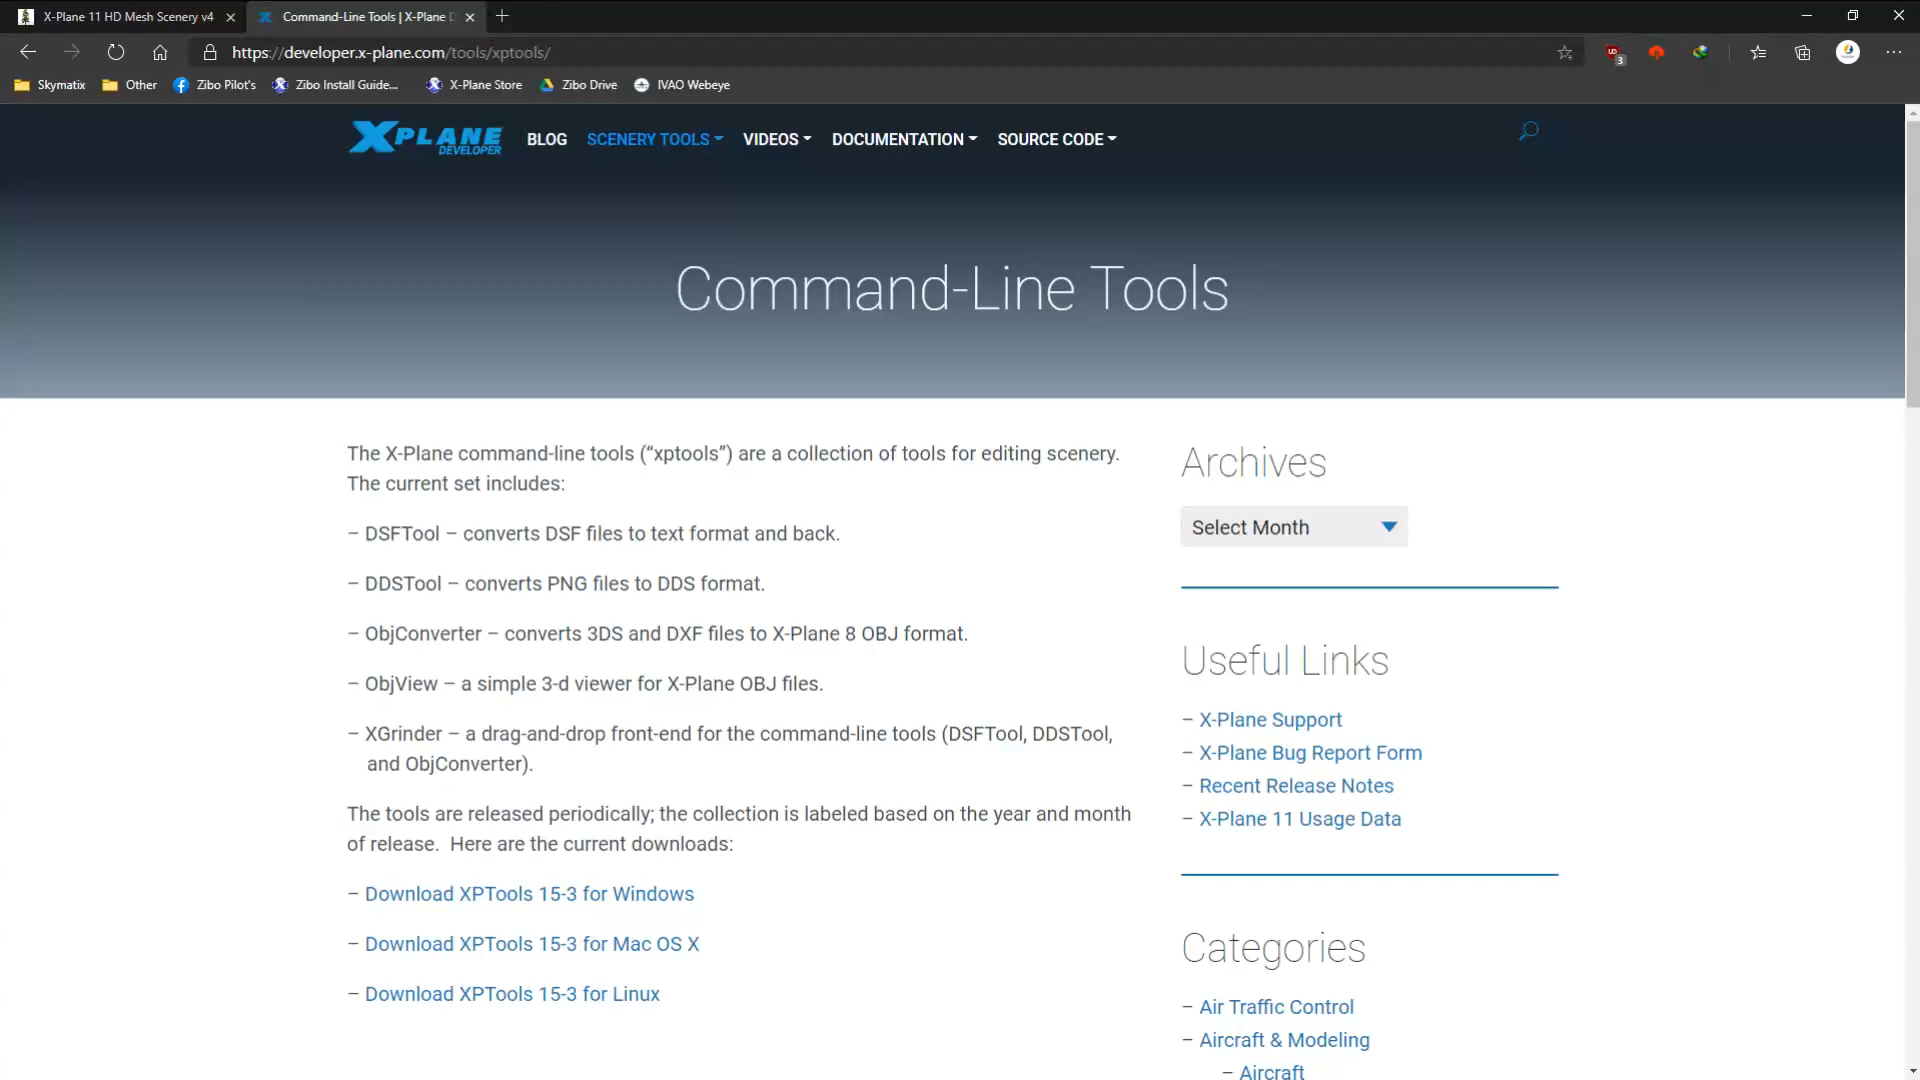 X-Plane 11 HD Mesh Scenery v4
Command-Line Tools | X-Plane D
https://developer.x-plane.com/tools/xptools/
3
Skymatix
Other
Zibo Pilot's
Zibo Install Guide...
X-Plane Store
Zibo Drive
IVAO Webeye
XPLANE
DEVELOPER
BLOG
SCENERY TOOLS
VIDEOS
DOCUMENTATION
SOURCE CODE
Command-Line Tools
The X-Plane command-line tools (“xptools”) are a collection of tools for editing scenery.
The current set includes:
– DSFTool – converts DSF files to text format and back.
– DDSTool – converts PNG files to DDS format.
– ObjConverter – converts 3DS and DXF files to X-Plane 8 OBJ format.
– ObjView – a simple 3-d viewer for X-Plane OBJ files.
– XGrinder – a drag-and-drop front-end for the command-line tools (DSFTool, DDSTool,
and ObjConverter).
The tools are released periodically; the collection is labeled based on the year and month
of release.  Here are the current downloads:
– Download XPTools 15-3 for Windows
– Download XPTools 15-3 for Mac OS X
– Download XPTools 15-3 for Linux
Archives
Select Month
Useful Links
– X-Plane Support
– X-Plane Bug Report Form
– Recent Release Notes
– X-Plane 11 Usage Data
Categories
– Air Traffic Control
– Aircraft & Modeling
– Aircraft